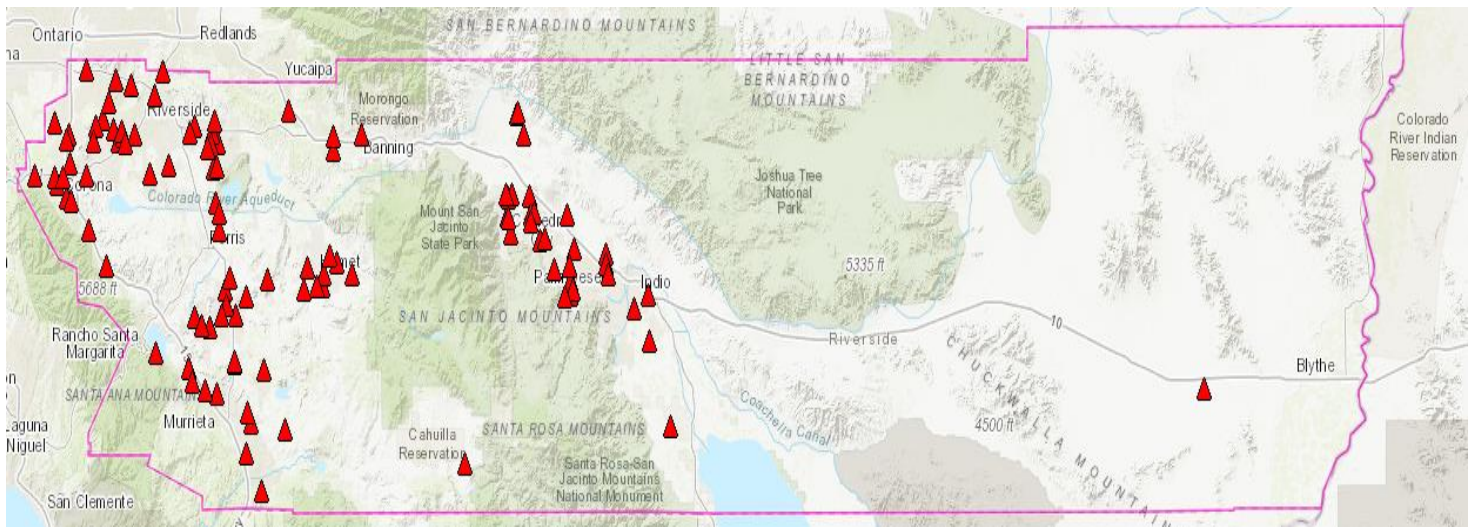 SAN BERNARDINO MOUNTAINS
Ontario
Redlands
Yucaipa
LITTLE SAN
BERNARDINO
MOUNTAINS
Riverside
Morongo
Reservation
Banning
Colorado
River Indian
Reservation
Joshua Tree
National
Park
Colorado River Aqueduct
Mount San
Jacinto
State Park
5688 ft
5335 ft
Indio
SAN JACINTO MOUNTAINS
10
Rancho Santa
Margarita
Riverside
Blythe
CHUCKWALLA MOUNTAIN
SANTA ANA MOUNTAIN
Murrieta
Coachella Canal
4500 ft
Laguna
Niguel
Cahuilla
Reservation
SANTA ROSA MOUNTAINS
Santa Rosa-San
Jacinto Mountains
National Monument
San Clemente